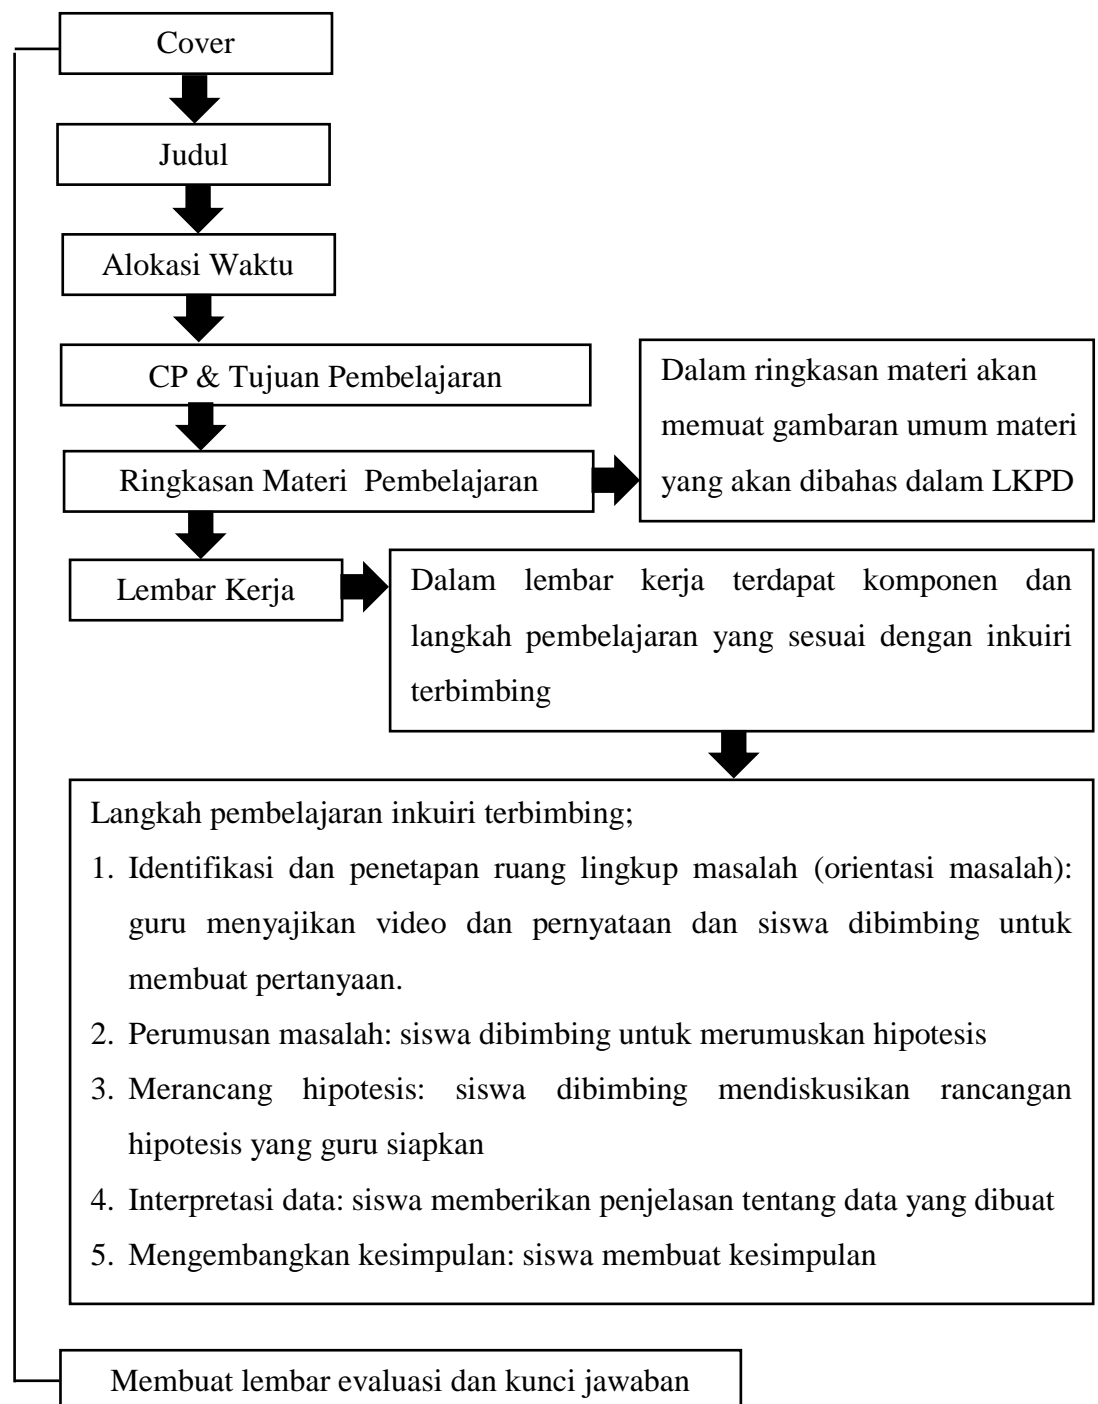 Cover
Judul
Alokasi Waktu
CP & Tujuan Pembelajaran
Ringkasan Materi Pembelajaran
Dalam ringkasan materi akan
memuat gambaran umum materi
yang akan dibahas dalam LKPD
Lembar Kerja
Dalam lembar kerja terdapat komponen dan
langkah pembelajaran yang sesuai dengan inkuiri
terbimbing
Langkah pembelajaran inkuiri terbimbing;
1. Identifikasi dan penetapan ruang lingkup masalah (orientasi masalah):
guru menyajikan video dan pernyataan dan siswa dibimbing untuk
membuat pertanyaan.
2. Perumusan masalah: siswa dibimbing untuk merumuskan hipotesis
3. Merancang hipotesis: siswa dibimbing mendiskusikan rancangan
hipotesis yang guru siapkan
4. Interpretasi data: siswa memberikan penjelasan tentang data yang dibuat
5. Mengembangkan kesimpulan: siswa membuat kesimpulan
Membuat lembar evaluasi dan kunci jawaban